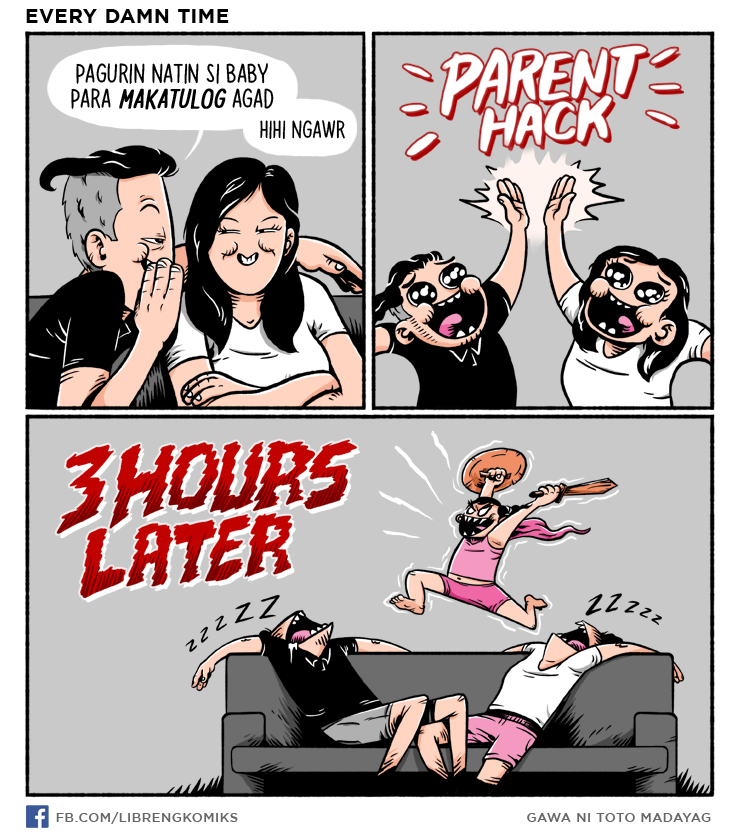 EVERY DAMN TIME
PAGURIN NATIN SI BABY
PARA MAKATULOG AGAD
HIHI NGAWR
PARENT
HACK
3 HOURS
LATER
zzzZZ
ZZzzz
FB.COM/LIBRENGKOMIKS
GAWA NI TOTO MADAYAG